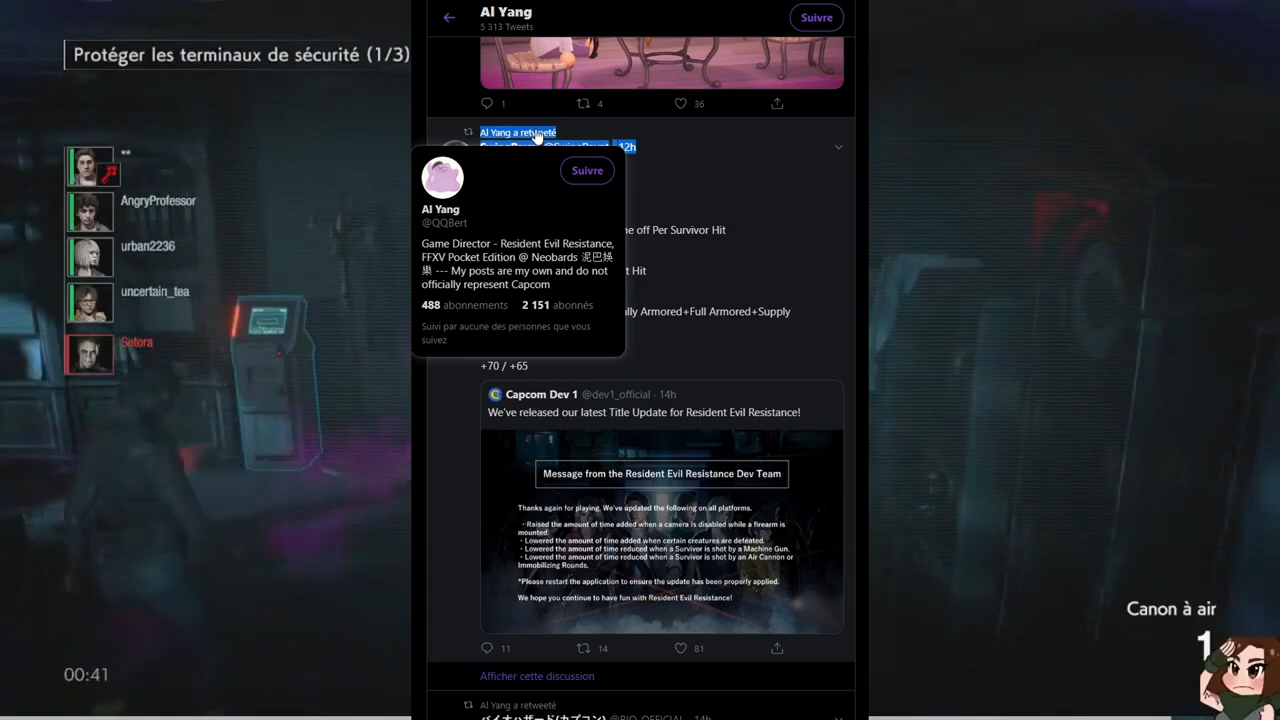 Al Yang
5 313 Tweets
Suivre
Protéger les terminaux de sécurité (1/3)
1
4
36
Al Yang a retweeté
12h
**
AngryProfessor
urban2236
uncertain_tea
Setora
Suivre
Al Yang
@QQBert
Game Director - Resident Evil Resistance,
FFXV Pocket Edition @ Neobards 泥巴娛
樂 --- My posts are my own and do not
officially represent Capcom
488 abonnements 2 151 abonnés
Suivi par aucune des personnes que vous
suivez
e off Per Survivor Hit
t Hit
lly Armored+Full Armored+Supply
+70 / +65
Capcom Dev 1 @dev1_official · 14h
We've released our latest Title Update for Resident Evil Resistance!
Message from the Resident Evil Resistance Dev Team
Thanks again for playing. We've updated the following on all platforms.
・Raised the amount of time added when a camera is disabled while a firearm is
mounted.
・Lowered the amount of time added when certain creatures are defeated.
・Lowered the amount of time reduced when a Survivor is shot by a Machine Gun.
・Lowered the amount of time reduced when a Survivor is shot by an Air Cannon or
Immobilizing Rounds.
*Please restart the application to ensure the update has been properly applied.
We hope you continue to have fun with Resident Evil Resistance!
11
14
81
Afficher cette discussion
Al Yang a retweeté
14h
Canon à air
1
00:41